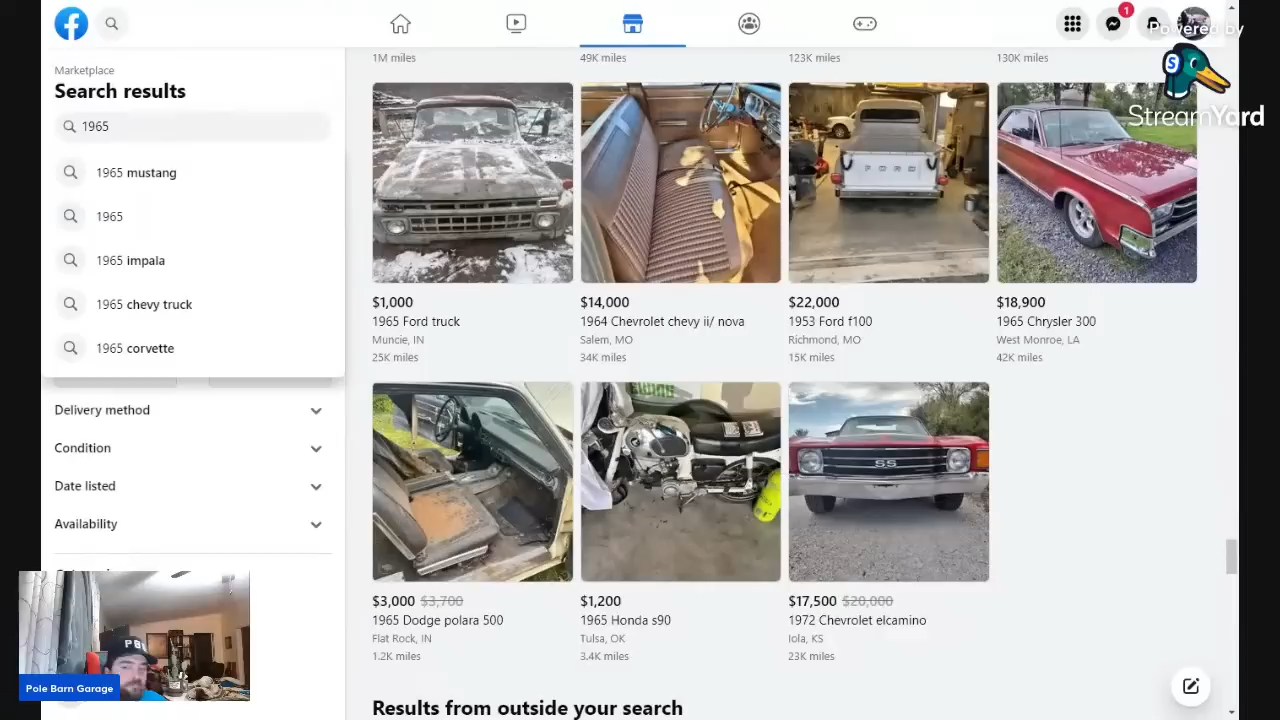 1
Powered by
StreamYard
Marketplace
Search results
1965
1965 mustang
1965
1965 impala
1965 chevy truck
1965 corvette
Delivery method
Condition
Date listed
Availability
Pole Barn Garage
1M miles
49K miles
123K miles
130K miles
FORD
$1,000
1965 Ford truck
Muncie, IN
25K miles
$14,000
1964 Chevrolet chevy ii/ nova
Salem, MO
34K miles
$22,000
1953 Ford f100
Richmond, MO
15K miles
$18,900
1965 Chrysler 300
West Monroe, LA
42K miles
SS
$3,000 $3,700
1965 Dodge polara 500
Flat Rock, IN
1.2K miles
$1,200
1965 Honda s90
Tulsa, OK
3.4K miles
$17,500 $20,000
1972 Chevrolet elcamino
Iola, KS
23K miles
Results from outside your search